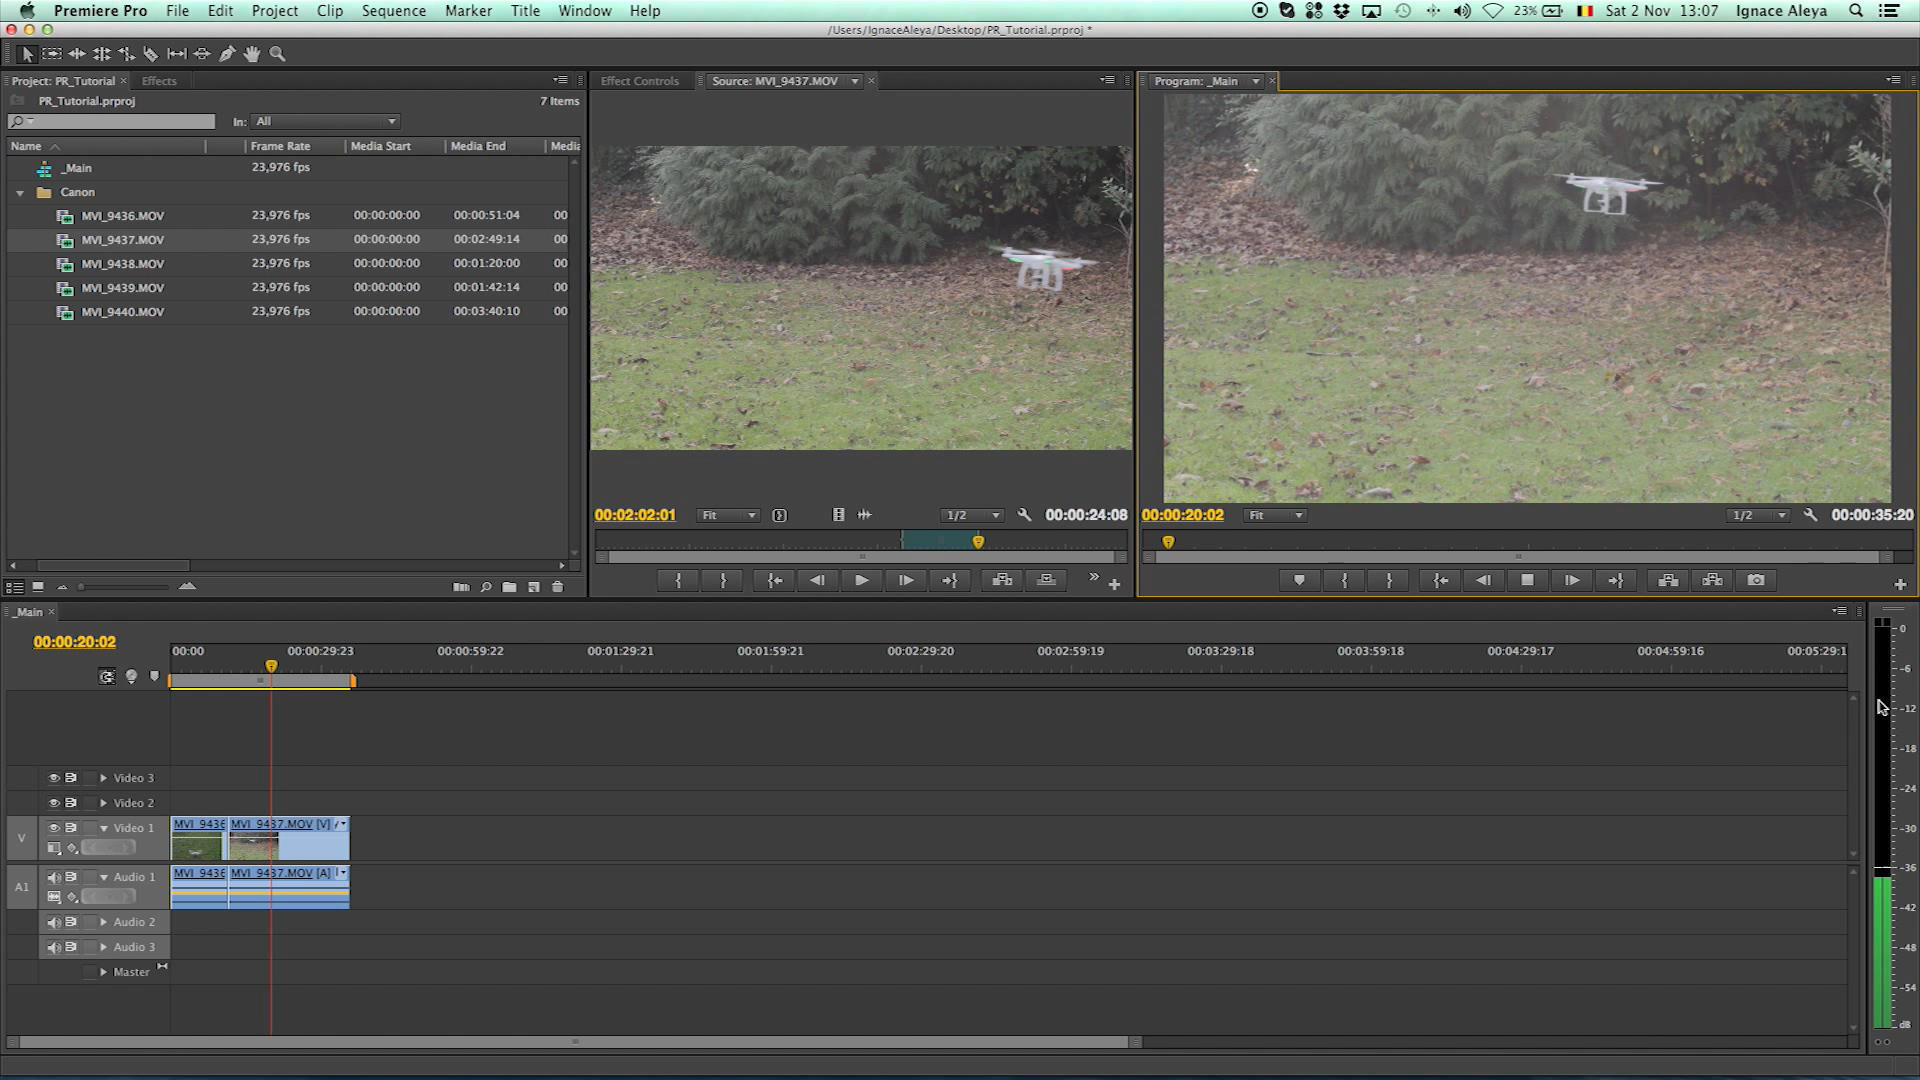 Premiere Pro File Edit Project Clip Sequence Marker Title Window Help 23% Sat 2 Nov 13:07 Ignace Aleya
/Users/IgnaceAleya/Desktop/PR_Tutorial.prproj *
Project: PR_Tutorial × Effects
Effect Controls Source: MVI_9437.MOV ×
Program: _Main ×
PR_Tutorial.prproj 7 Items
In: All
Name Frame Rate Media Start Media End Media
_Main 23,976 fps
Canon
MVI_9436.MOV 23,976 fps 00:00:00:00 00:00:51:04 00
MVI_9437.MOV 23,976 fps 00:00:00:00 00:02:49:14 00
MVI_9438.MOV 23,976 fps 00:00:00:00 00:01:20:00 00
MVI_9439.MOV 23,976 fps 00:00:00:00 00:01:42:14 00
MVI_9440.MOV 23,976 fps 00:00:00:00 00:03:40:10 00
00:02:02:01 Fit 1/2 00:00:24:08
00:00:20:02 Fit 1/2 00:00:35:20
_Main ×
00:00:20:02
00:00 00:00:29:23 00:00:59:22 00:01:29:21 00:01:59:21 00:02:29:20 00:02:59:19 00:03:29:18 00:03:59:18 00:04:29:17 00:04:59:16 00:05:29:1
Video 3
Video 2
V Video 1 MVI_9436 MVI_9437.MOV [V]
A1 Audio 1 MVI_9436 MVI_9437.MOV [A]
Audio 2
Audio 3
Master
0
-6
-12
-18
-24
-30
-36
-42
-48
-54
dB